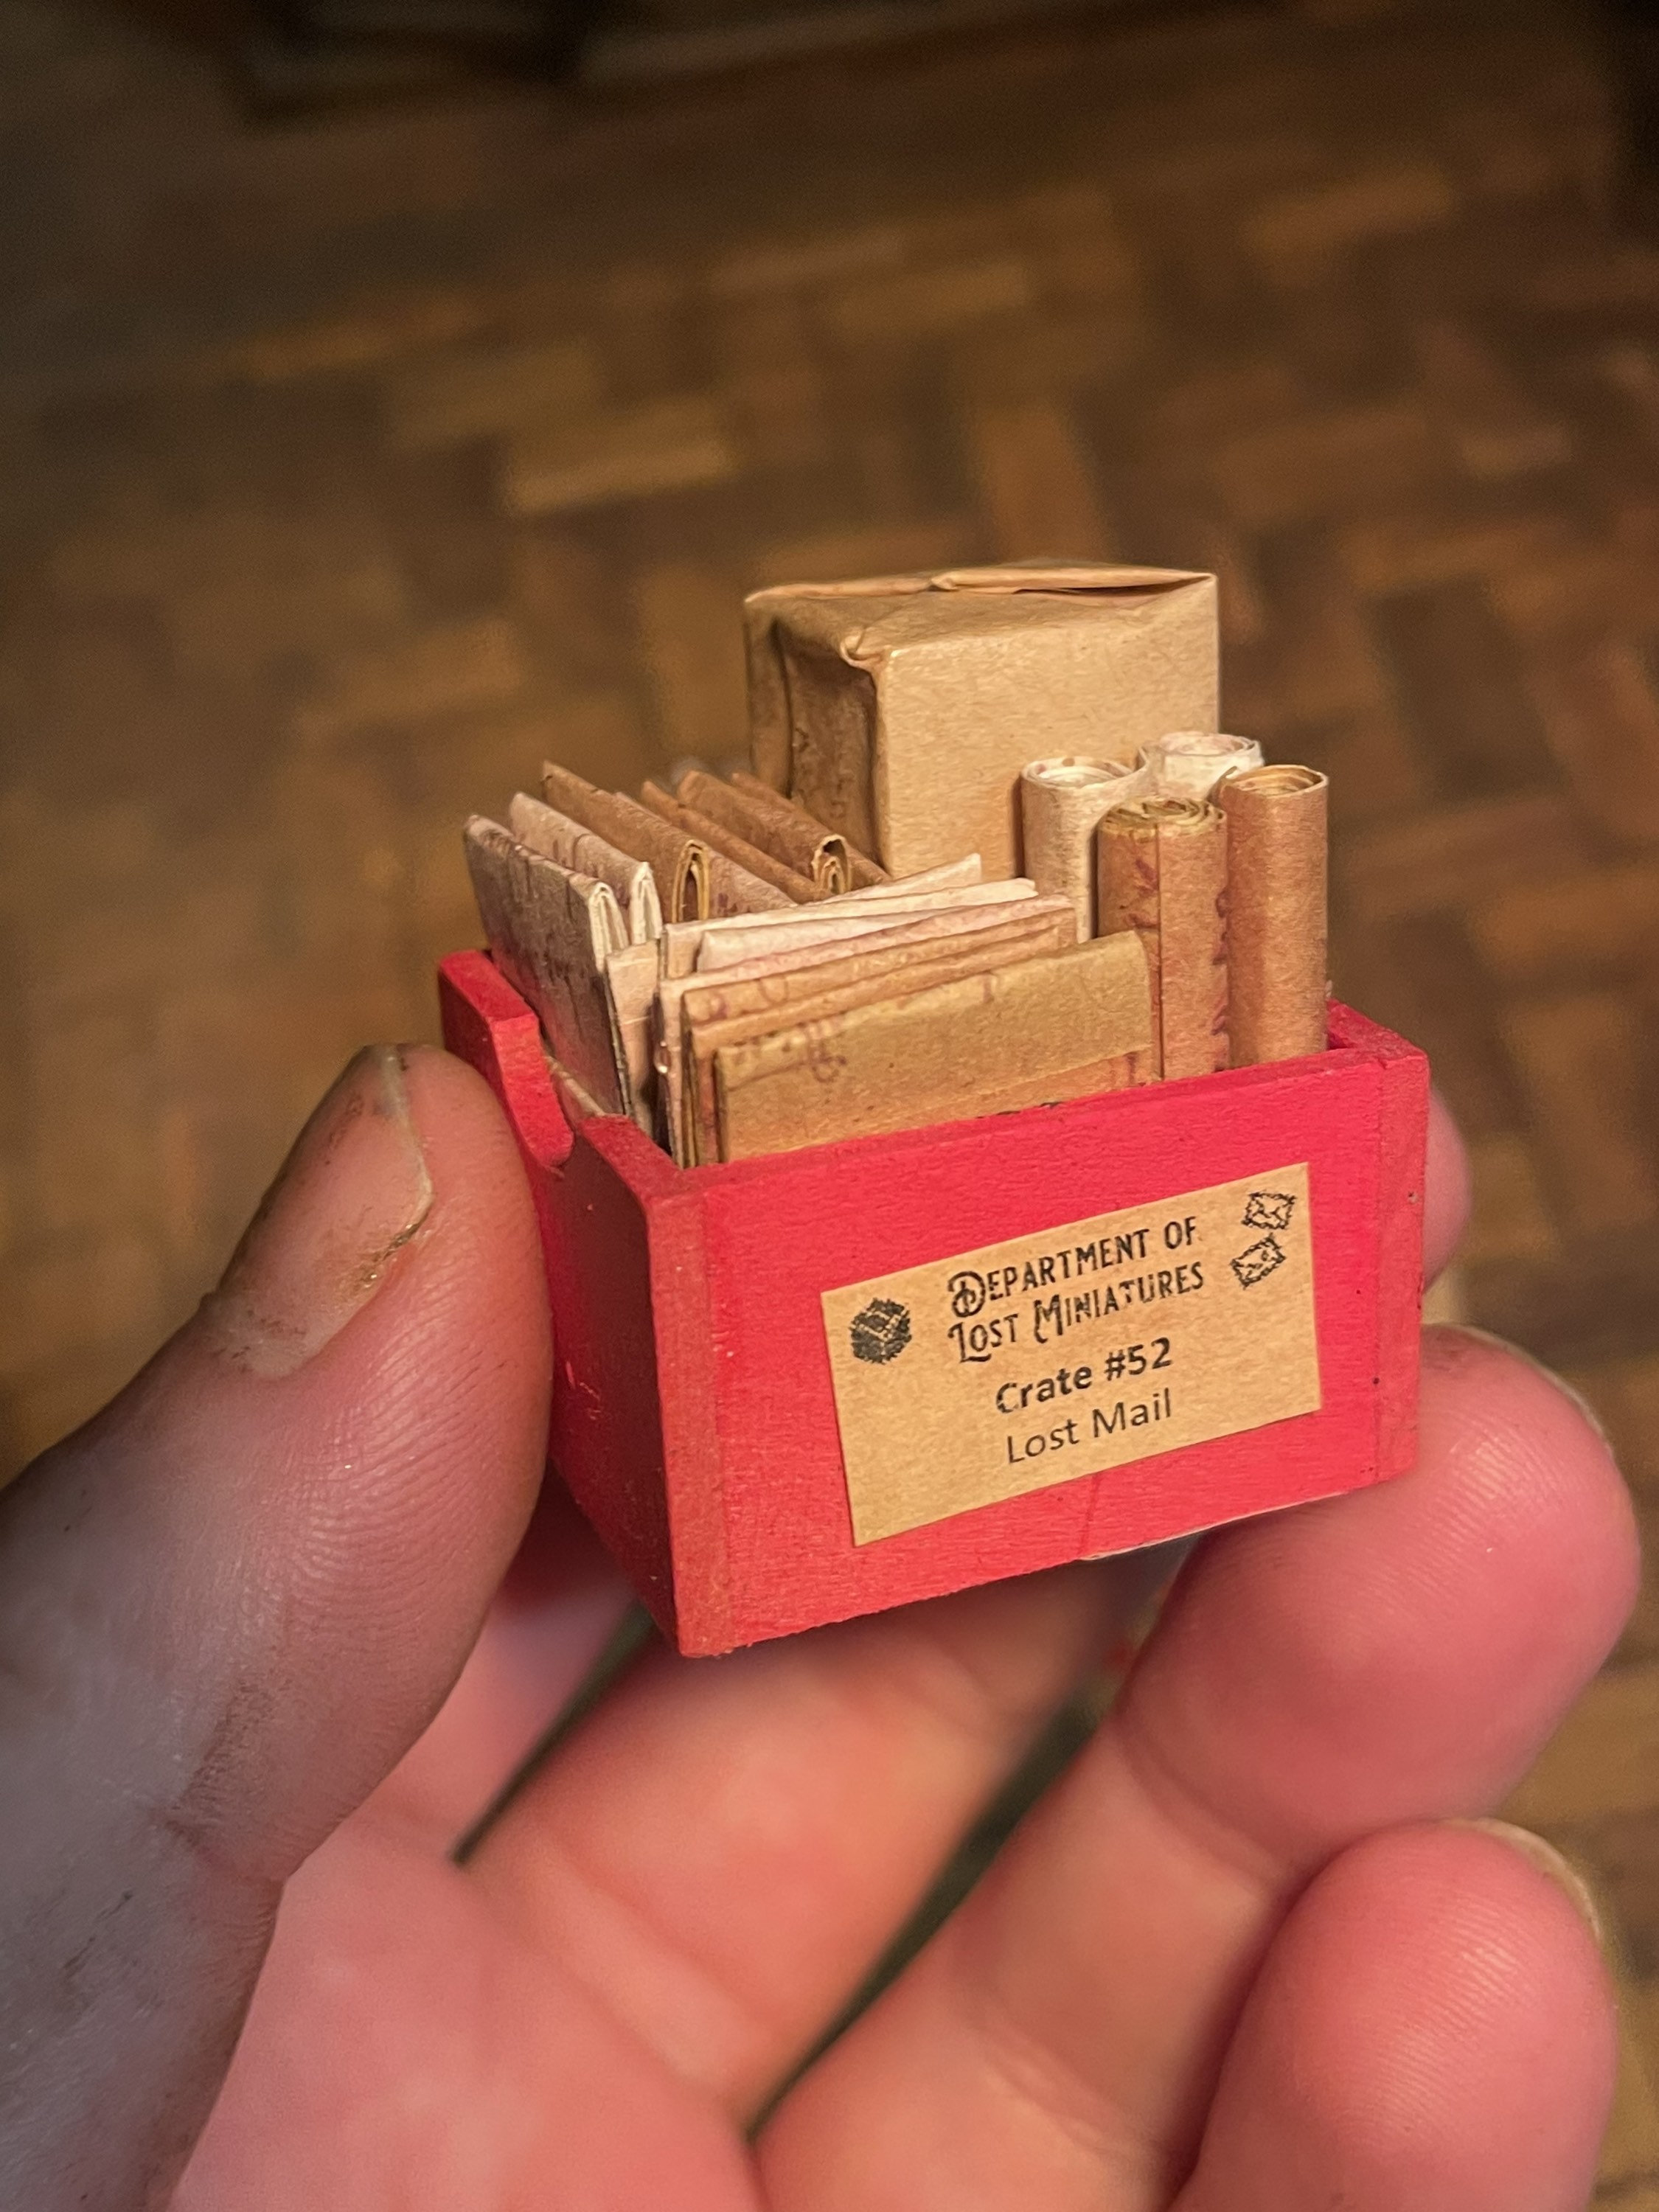 Department of
Lost Miniatures
Crate #52
Lost Mail